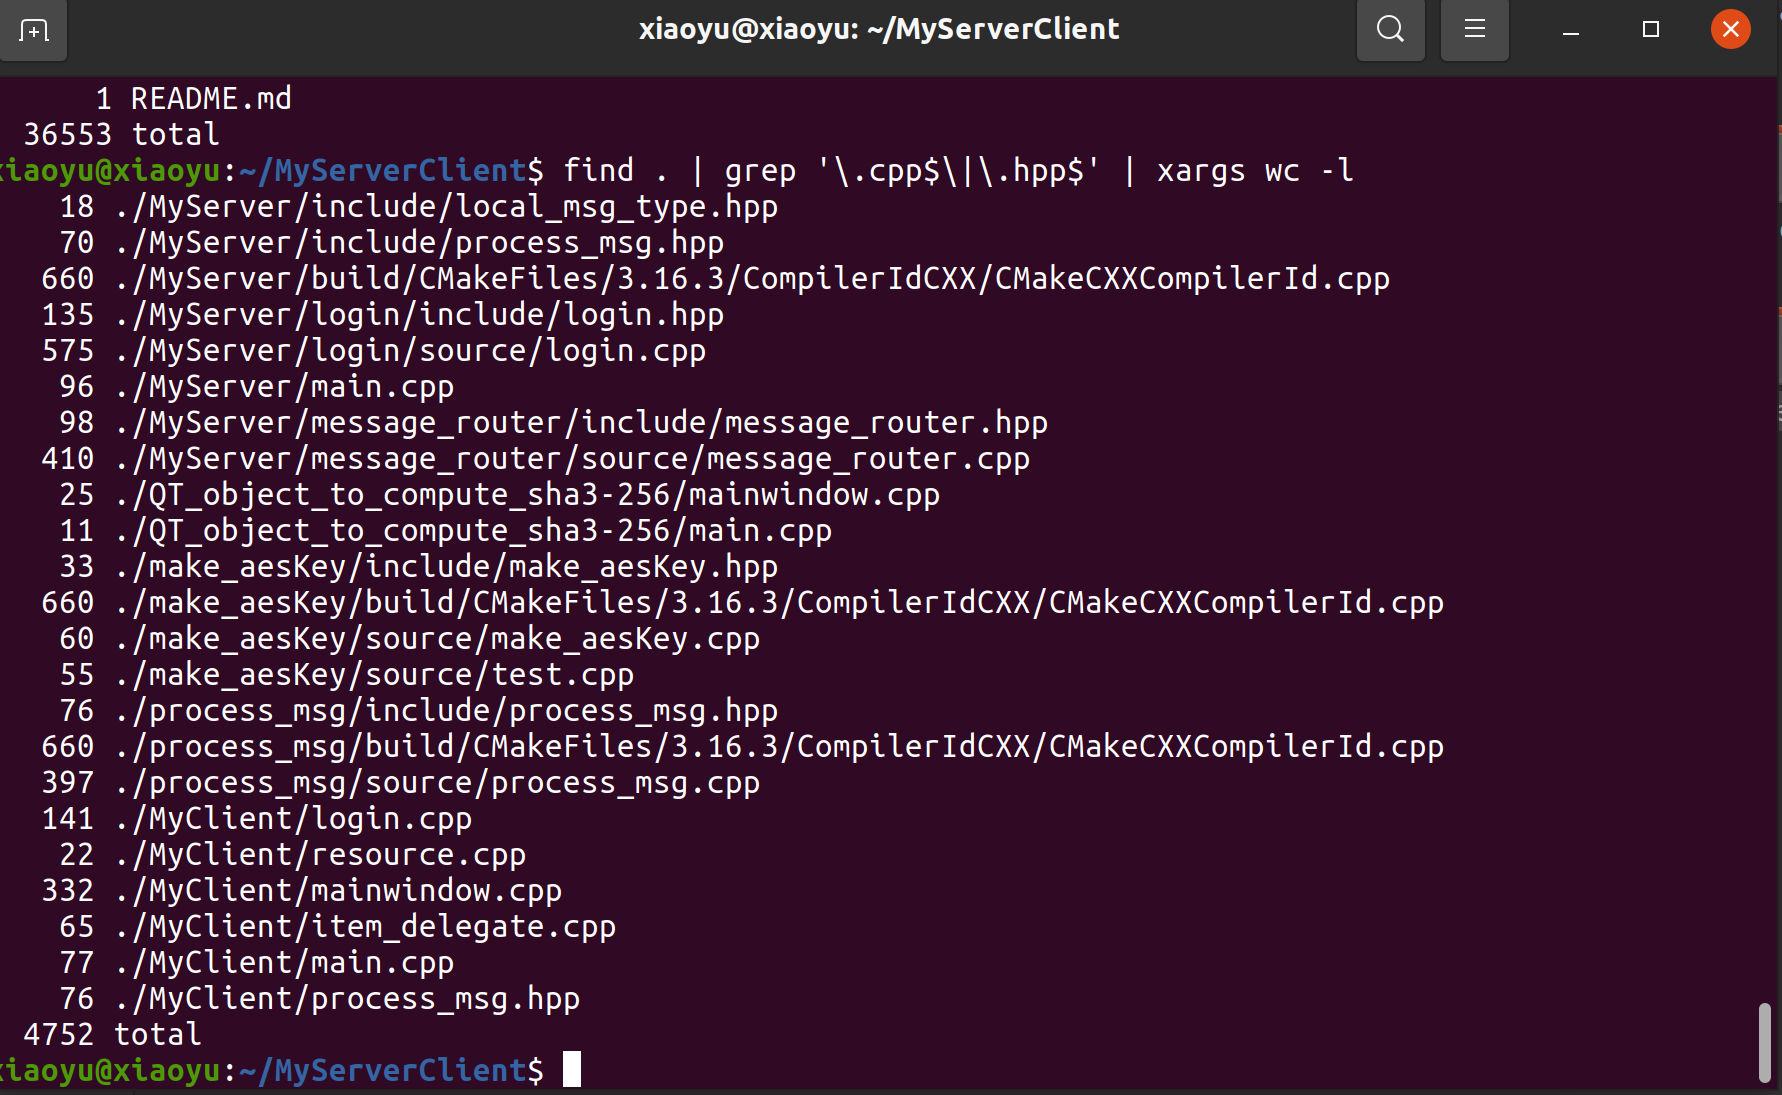 xiaoyu@xiaoyu: ~/MyServerClient
1 README.md
36553 total
xiaoyu@xiaoyu:~/MyServerClient$ find . | grep '\.cpp$\|\.hpp$' | xargs wc -l
18 ./MyServer/include/local_msg_type.hpp
70 ./MyServer/include/process_msg.hpp
660 ./MyServer/build/CMakeFiles/3.16.3/CompilerIdCXX/CMakeCXXCompilerId.cpp
135 ./MyServer/login/include/login.hpp
575 ./MyServer/login/source/login.cpp
96 ./MyServer/main.cpp
98 ./MyServer/message_router/include/message_router.hpp
410 ./MyServer/message_router/source/message_router.cpp
25 ./QT_object_to_compute_sha3-256/mainwindow.cpp
11 ./QT_object_to_compute_sha3-256/main.cpp
33 ./make_aesKey/include/make_aesKey.hpp
660 ./make_aesKey/build/CMakeFiles/3.16.3/CompilerIdCXX/CMakeCXXCompilerId.cpp
60 ./make_aesKey/source/make_aesKey.cpp
55 ./make_aesKey/source/test.cpp
76 ./process_msg/include/process_msg.hpp
660 ./process_msg/build/CMakeFiles/3.16.3/CompilerIdCXX/CMakeCXXCompilerId.cpp
397 ./process_msg/source/process_msg.cpp
141 ./MyClient/login.cpp
22 ./MyClient/resource.cpp
332 ./MyClient/mainwindow.cpp
65 ./MyClient/item_delegate.cpp
77 ./MyClient/main.cpp
76 ./MyClient/process_msg.hpp
4752 total
xiaoyu@xiaoyu:~/MyServerClient$